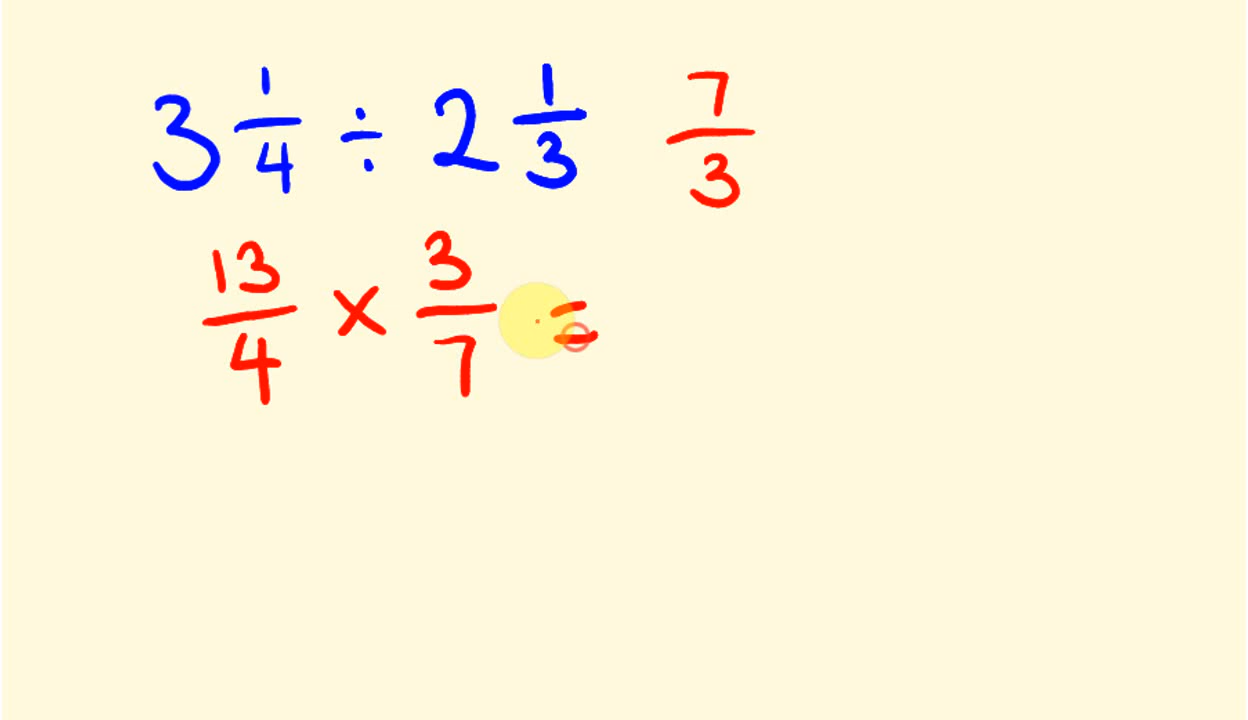 3 1/4 ÷ 2 1/3 7/3
13/4 × 3/7 =